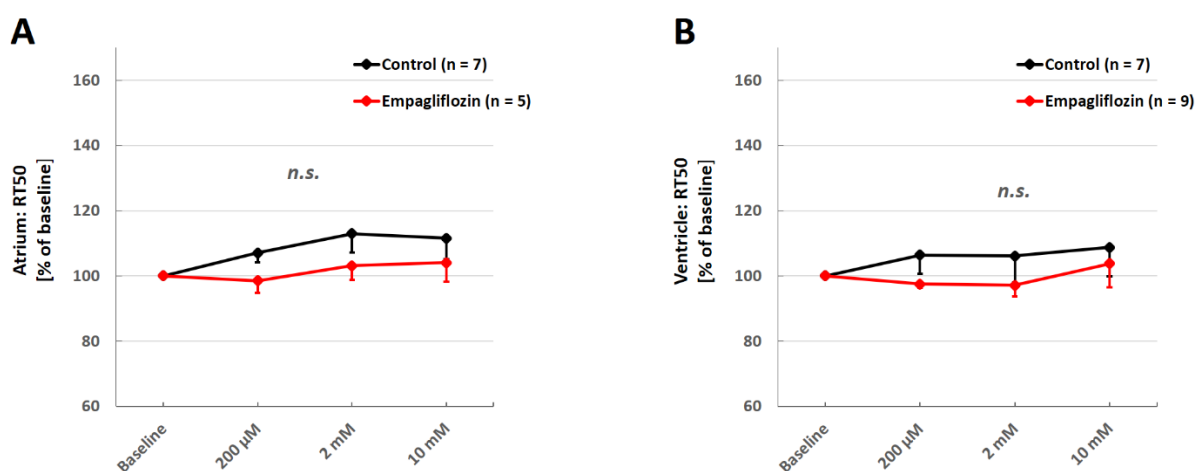 A
Control (n = 7)
Empagliflozin (n = 5)
160
140
120
100
80
60
Atrium: RT50
[% of baseline]
n.s.
Baseline
200 µM
2 mM
10 mM
B
Control (n = 7)
Empagliflozin (n = 9)
160
140
120
100
80
60
Ventricle: RT50
[% of baseline]
n.s.
Baseline
200 µM
2 mM
10 mM